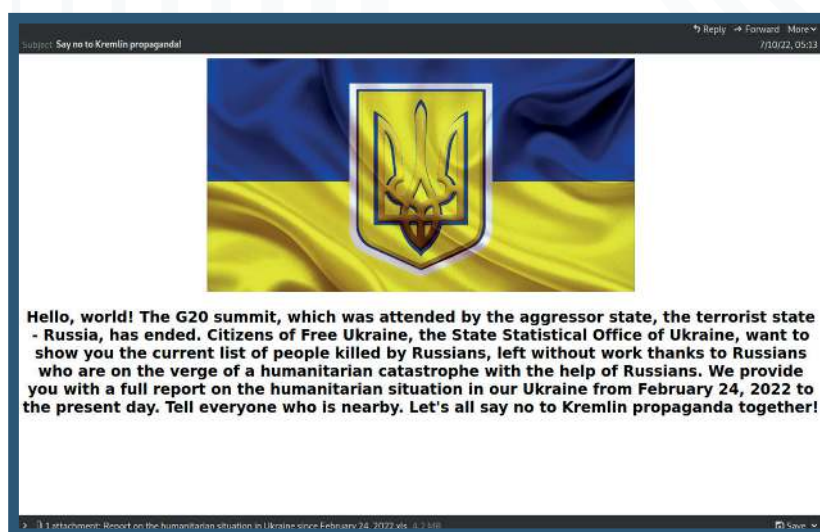 Reply Forward More
Subject Say no to Kremlin propaganda!
7/10/22, 05:13
Hello, world! The G20 summit, which was attended by the aggressor state, the terrorist state
- Russia, has ended. Citizens of Free Ukraine, the State Statistical Office of Ukraine, want to
show you the current list of people killed by Russians, left without work thanks to Russians
who are on the verge of a humanitarian catastrophe with the help of Russians. We provide
you with a full report on the humanitarian situation in our Ukraine from February 24, 2022 to
the present day. Tell everyone who is nearby. Let's all say no to Kremlin propaganda together!
1 attachment: Report on the humanitarian situation in Ukraine since February 24, 2022.xls 4.2 MB Save